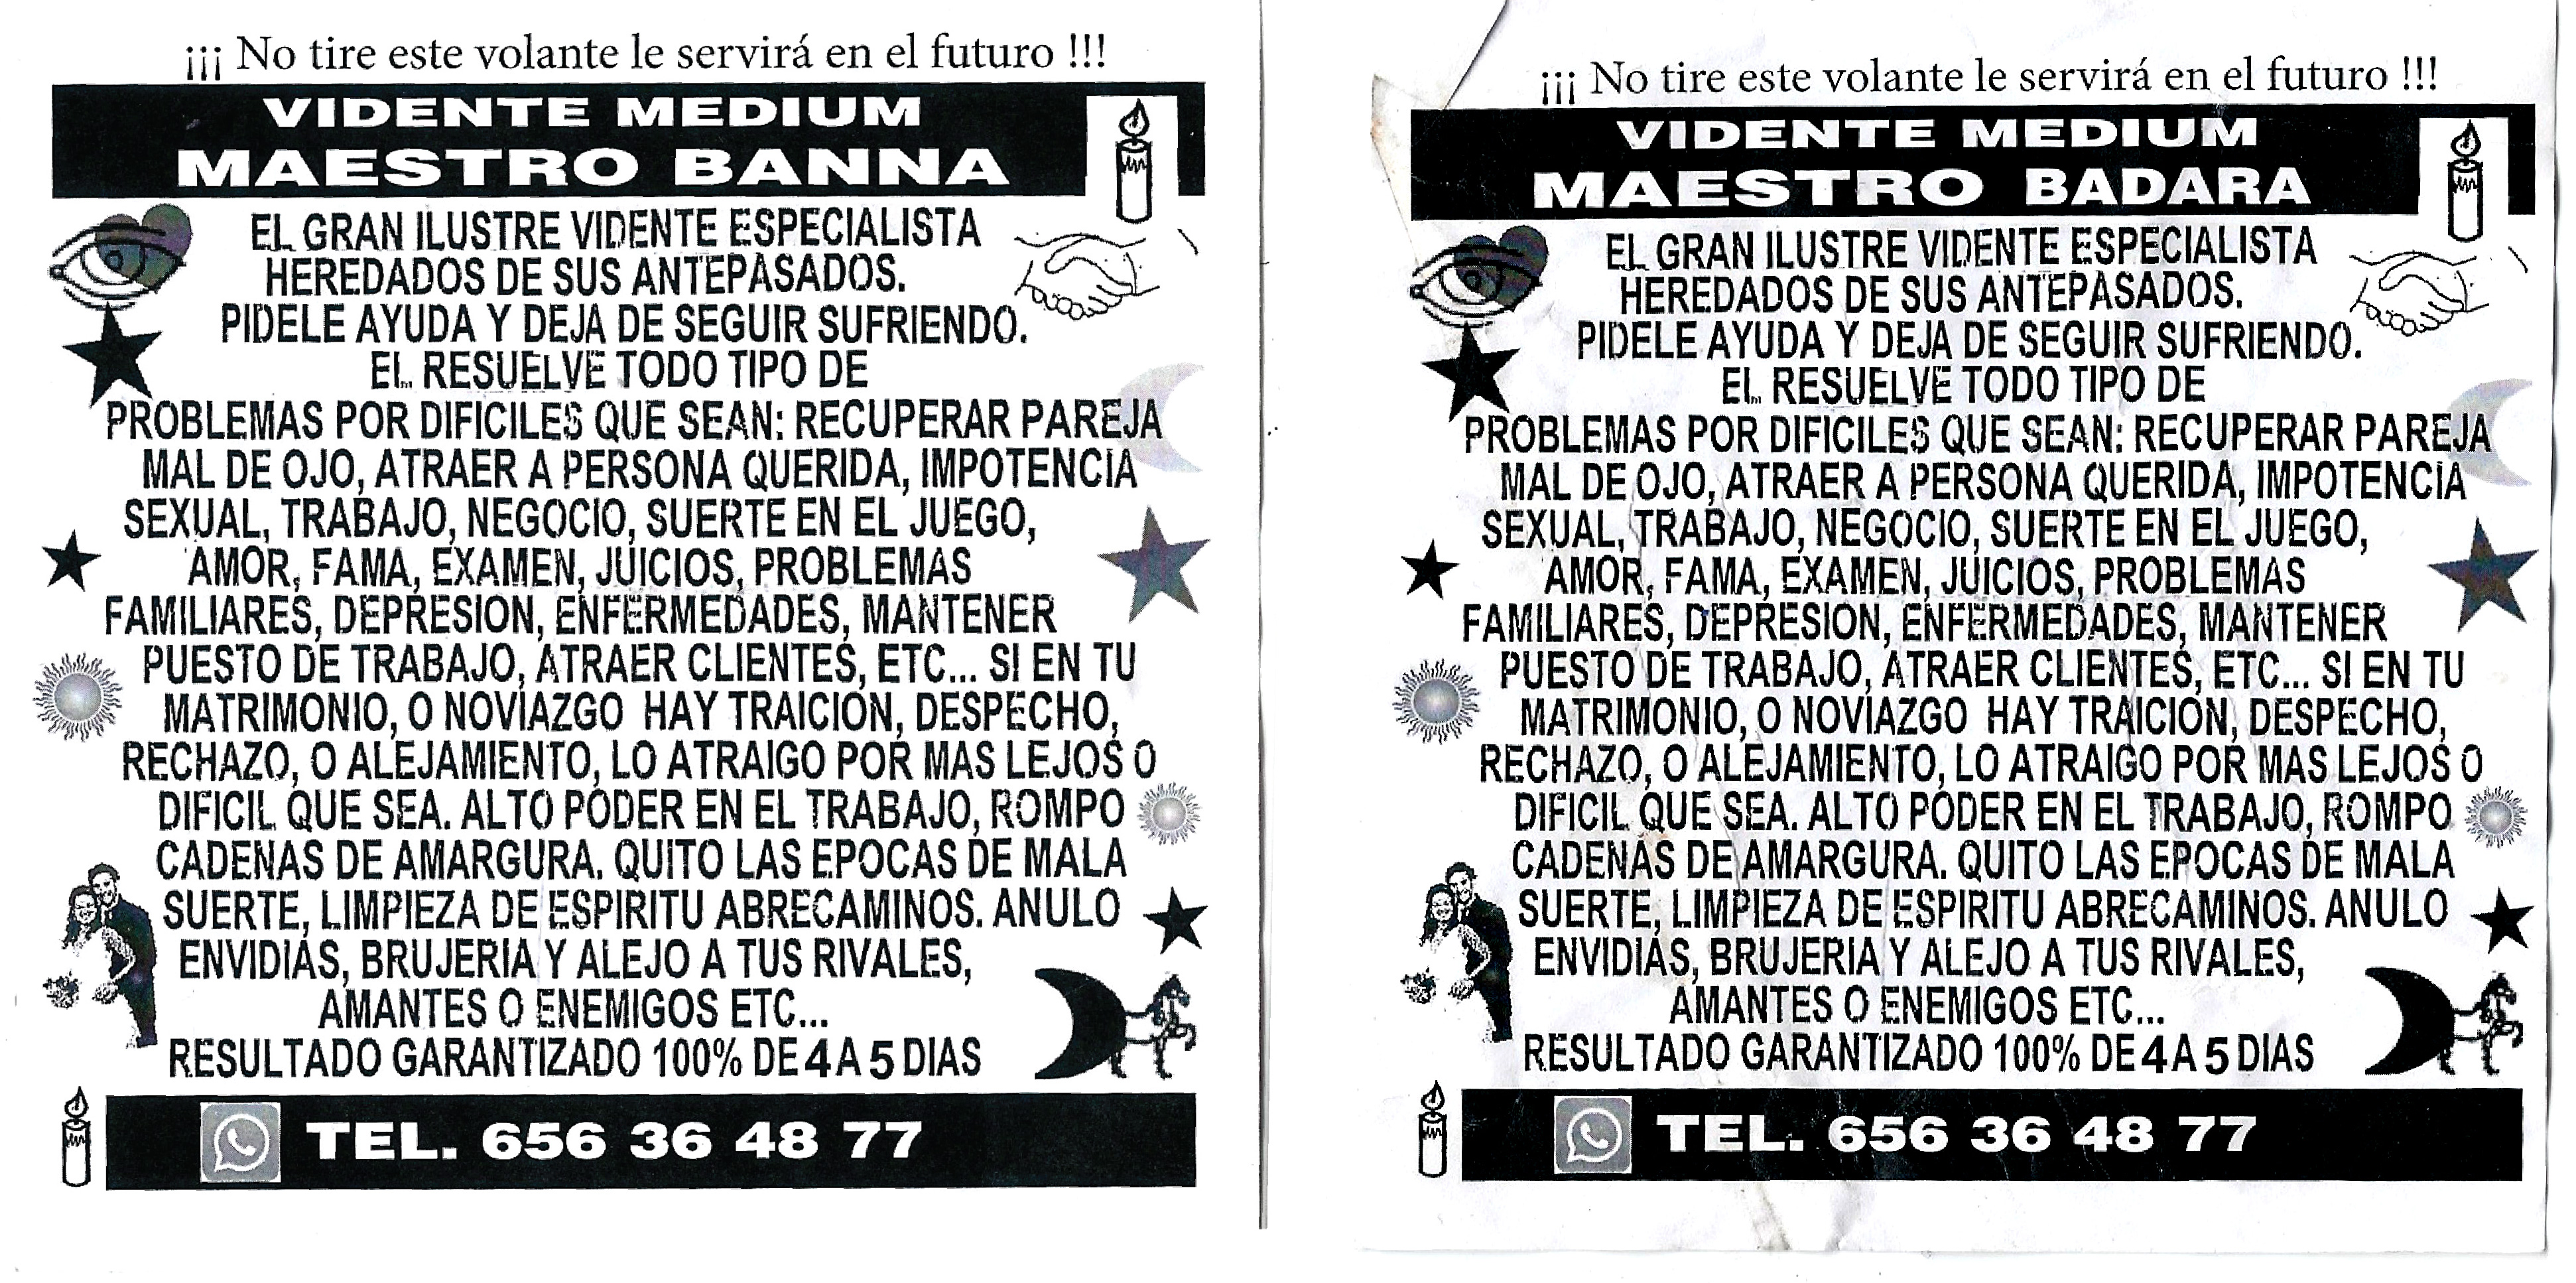 ¡¡¡ No tire este volante le servirá en el futuro !!!
VIDENTE MEDIUM
MAESTRO BANNA
EL GRAN ILUSTRE VIDENTE ESPECIALISTA
HEREDADOS DE SUS ANTEPASADOS.
PIDELE AYUDA Y DEJA DE SEGUIR SUFRIENDO.
EL RESUELVE TODO TIPO DE
PROBLEMAS POR DIFICILES QUE SEAN: RECUPERAR PAREJA
MAL DE OJO, ATRAER A PERSONA QUERIDA, IMPOTENCIA
SEXUAL, TRABAJO, NEGOCIO, SUERTE EN EL JUEGO,
AMOR, FAMA, EXAMEN, JUICIOS, PROBLEMAS
FAMILIARES, DEPRESION, ENFERMEDADES, MANTENER
PUESTO DE TRABAJO, ATRAER CLIENTES, ETC... SI EN TU
MATRIMONIO, O NOVIAZGO HAY TRAICION, DESPECHO,
RECHAZO, O ALEJAMIENTO, LO ATRAIGO POR MAS LEJOS O
DIFICIL QUE SEA. ALTO PODER EN EL TRABAJO, ROMPO
CADENAS DE AMARGURA. QUITO LAS EPOCAS DE MALA
SUERTE, LIMPIEZA DE ESPIRITU ABRECAMINOS. ANULO
ENVIDIAS, BRUJERIA Y ALEJO A TUS RIVALES,
AMANTES O ENEMIGOS ETC...
RESULTADO GARANTIZADO 100% DE 4 A 5 DIAS
TEL. 656 36 48 77
¡¡¡ No tire este volante le servirá en el futuro !!!
VIDENTE MEDIUM
MAESTRO BADARA
EL GRAN ILUSTRE VIDENTE ESPECIALISTA
HEREDADOS DE SUS ANTEPASADOS.
PIDELE AYUDA Y DEJA DE SEGUIR SUFRIENDO.
EL RESUELVE TODO TIPO DE
PROBLEMAS POR DIFICILES QUE SEAN: RECUPERAR PAREJA
MAL DE OJO, ATRAER A PERSONA QUERIDA, IMPOTENCIA
SEXUAL, TRABAJO, NEGOCIO, SUERTE EN EL JUEGO,
AMOR, FAMA, EXAMEN, JUICIOS, PROBLEMAS
FAMILIARES, DEPRESION, ENFERMEDADES, MANTENER
PUESTO DE TRABAJO, ATRAER CLIENTES, ETC... SI EN TU
MATRIMONIO, O NOVIAZGO HAY TRAICION, DESPECHO,
RECHAZO, O ALEJAMIENTO, LO ATRAIGO POR MAS LEJOS O
DIFICIL QUE SEA. ALTO PODER EN EL TRABAJO, ROMPO
CADENAS DE AMARGURA. QUITO LAS EPOCAS DE MALA
SUERTE, LIMPIEZA DE ESPIRITU ABRECAMINOS. ANULO
ENVIDIAS, BRUJERIA Y ALEJO A TUS RIVALES,
AMANTES O ENEMIGOS ETC...
RESULTADO GARANTIZADO 100% DE 4 A 5 DIAS
TEL. 656 36 48 77